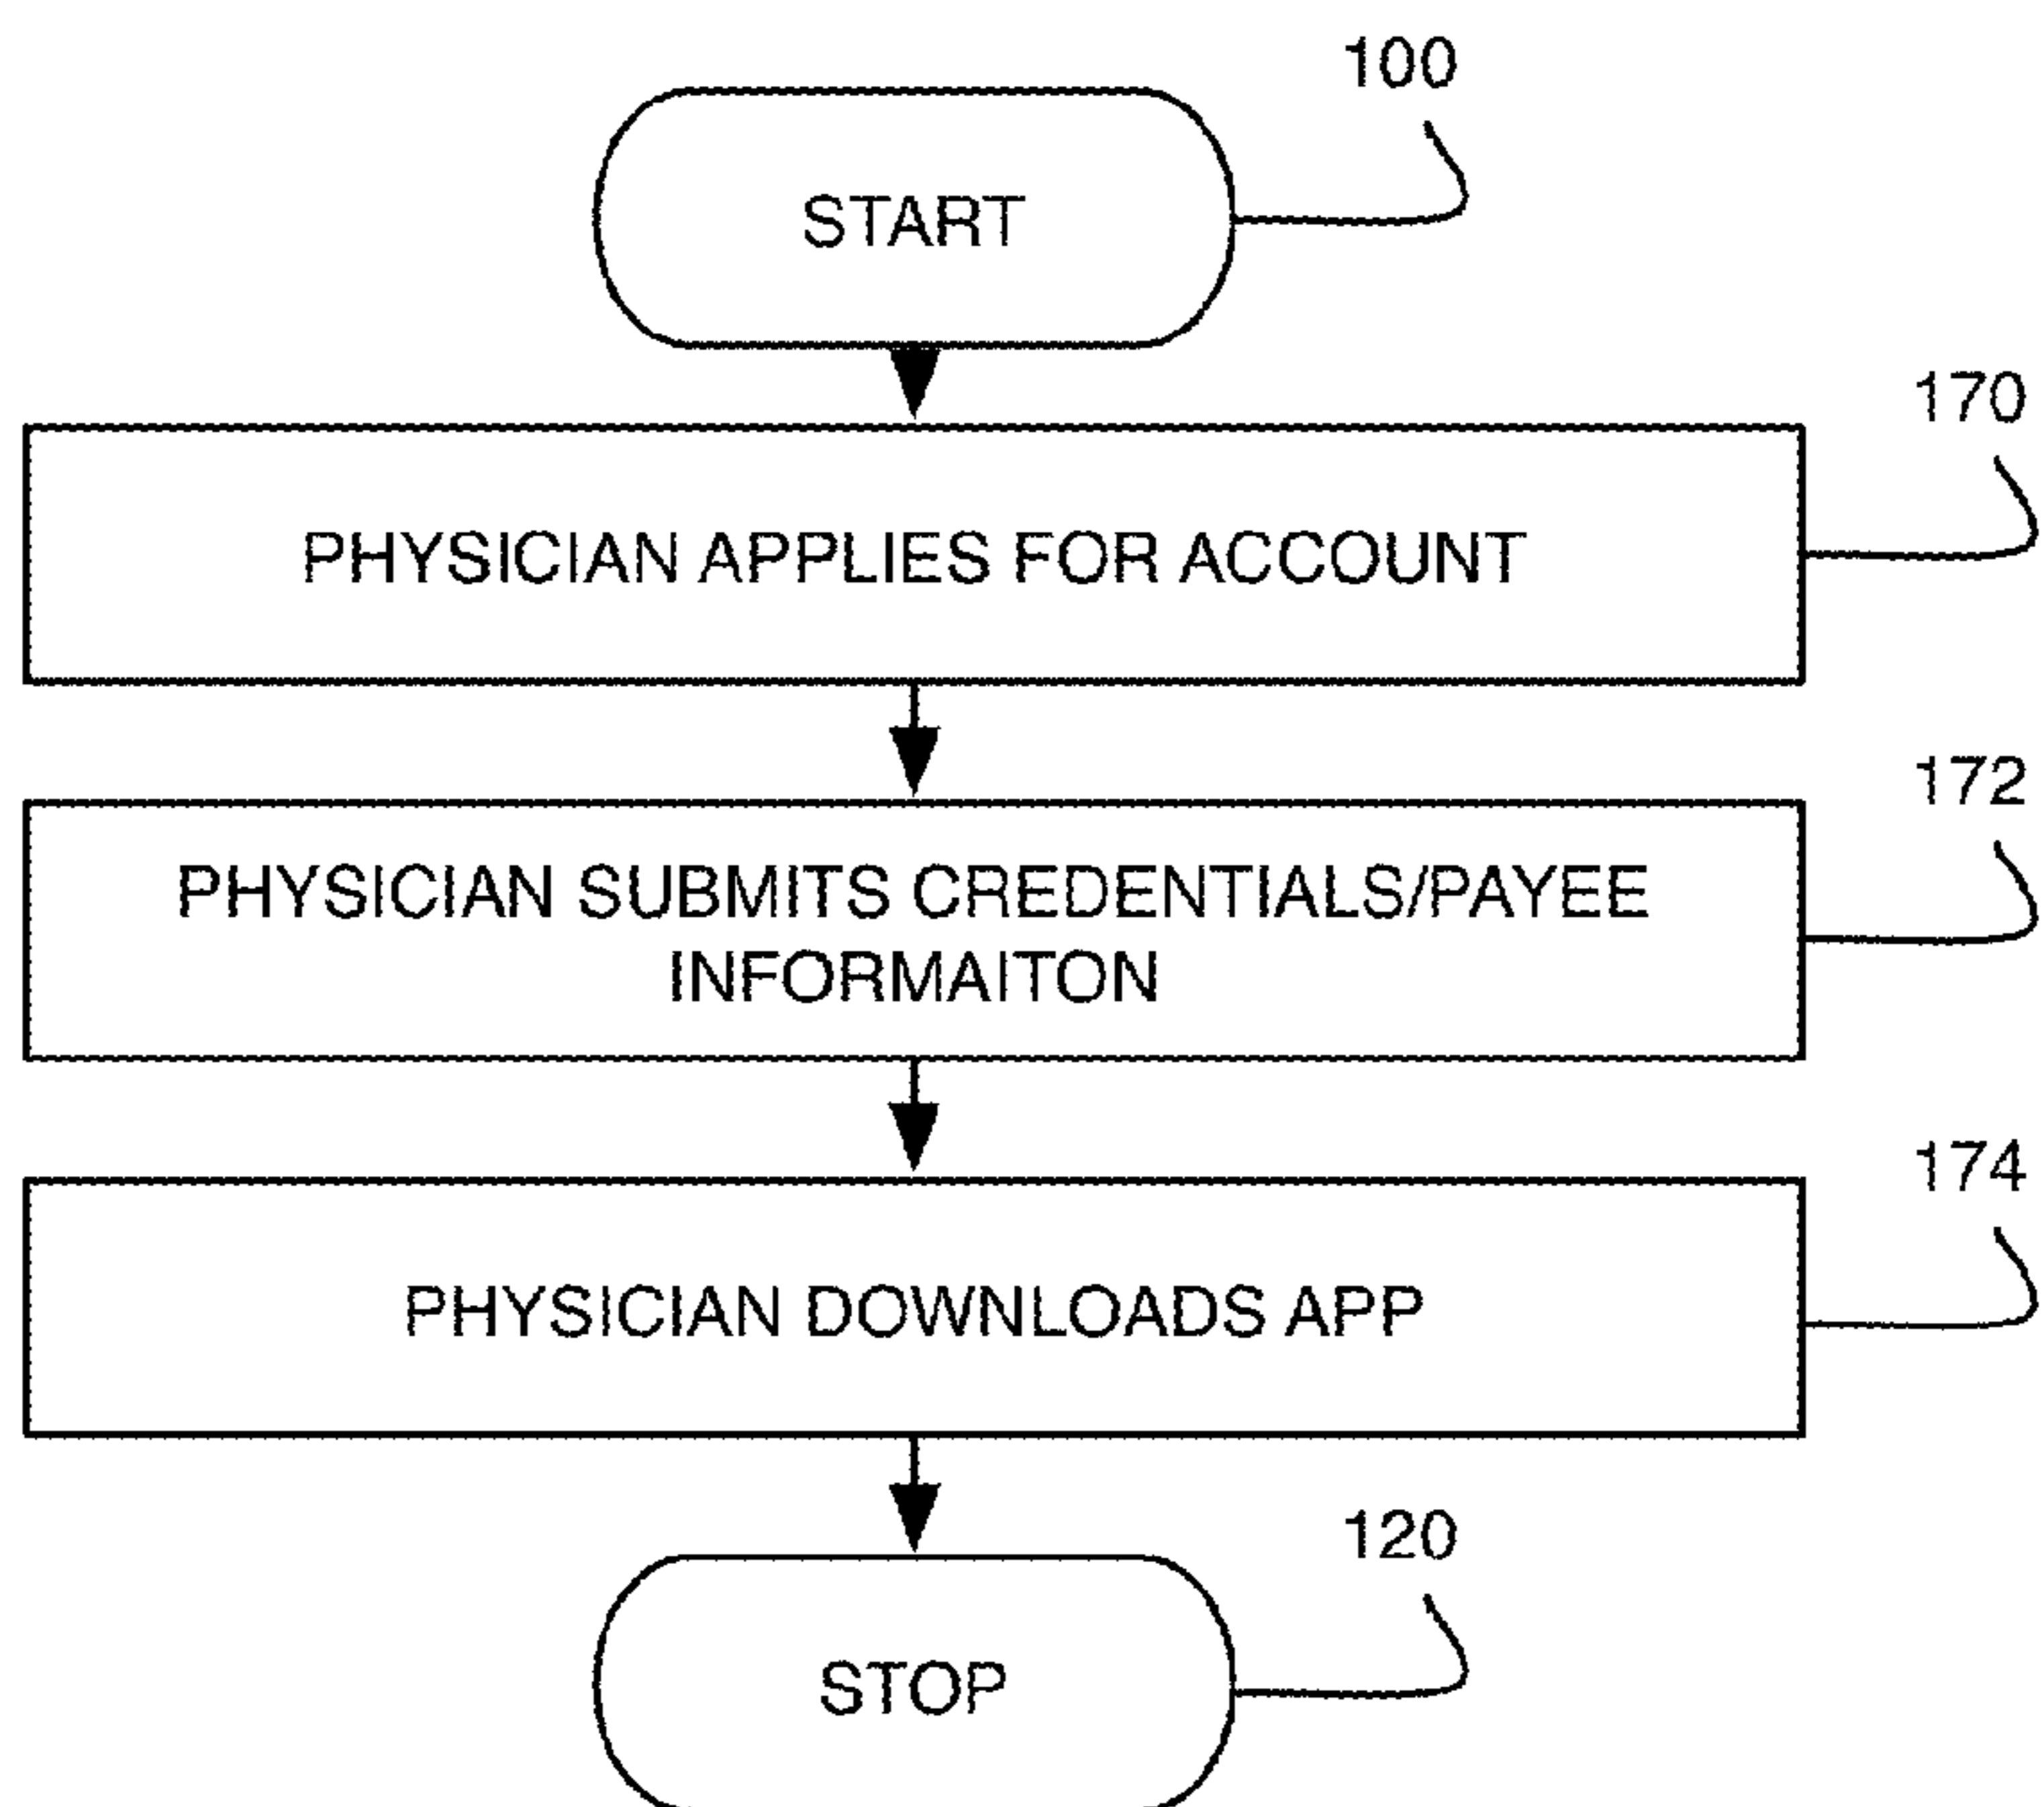 100
START
170
PHYSICIAN APPLIES FOR ACCOUNT
172
PHYSICIAN SUBMITS CREDENTIALS/PAYEE
INFORMAITON
174
PHYSICIAN DOWNLOADS APP
120
STOP